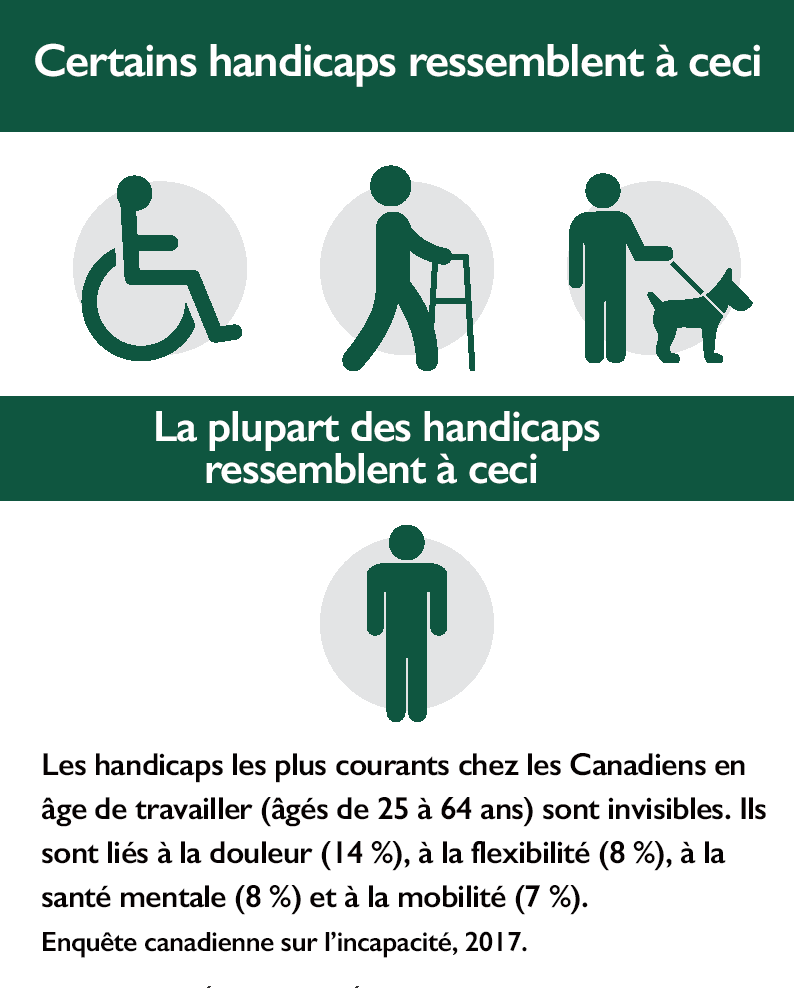 Certains handicaps ressemblent à ceci
La plupart des handicaps
ressemblent à ceci
Les handicaps les plus courants chez les Canadiens en
âge de travailler (âgés de 25 à 64 ans) sont invisibles. Ils
sont liés à la douleur (14 %), à la flexibilité (8 %), à la
santé mentale (8 %) et à la mobilité (7 %).
Enquête canadienne sur l’incapacité, 2017.